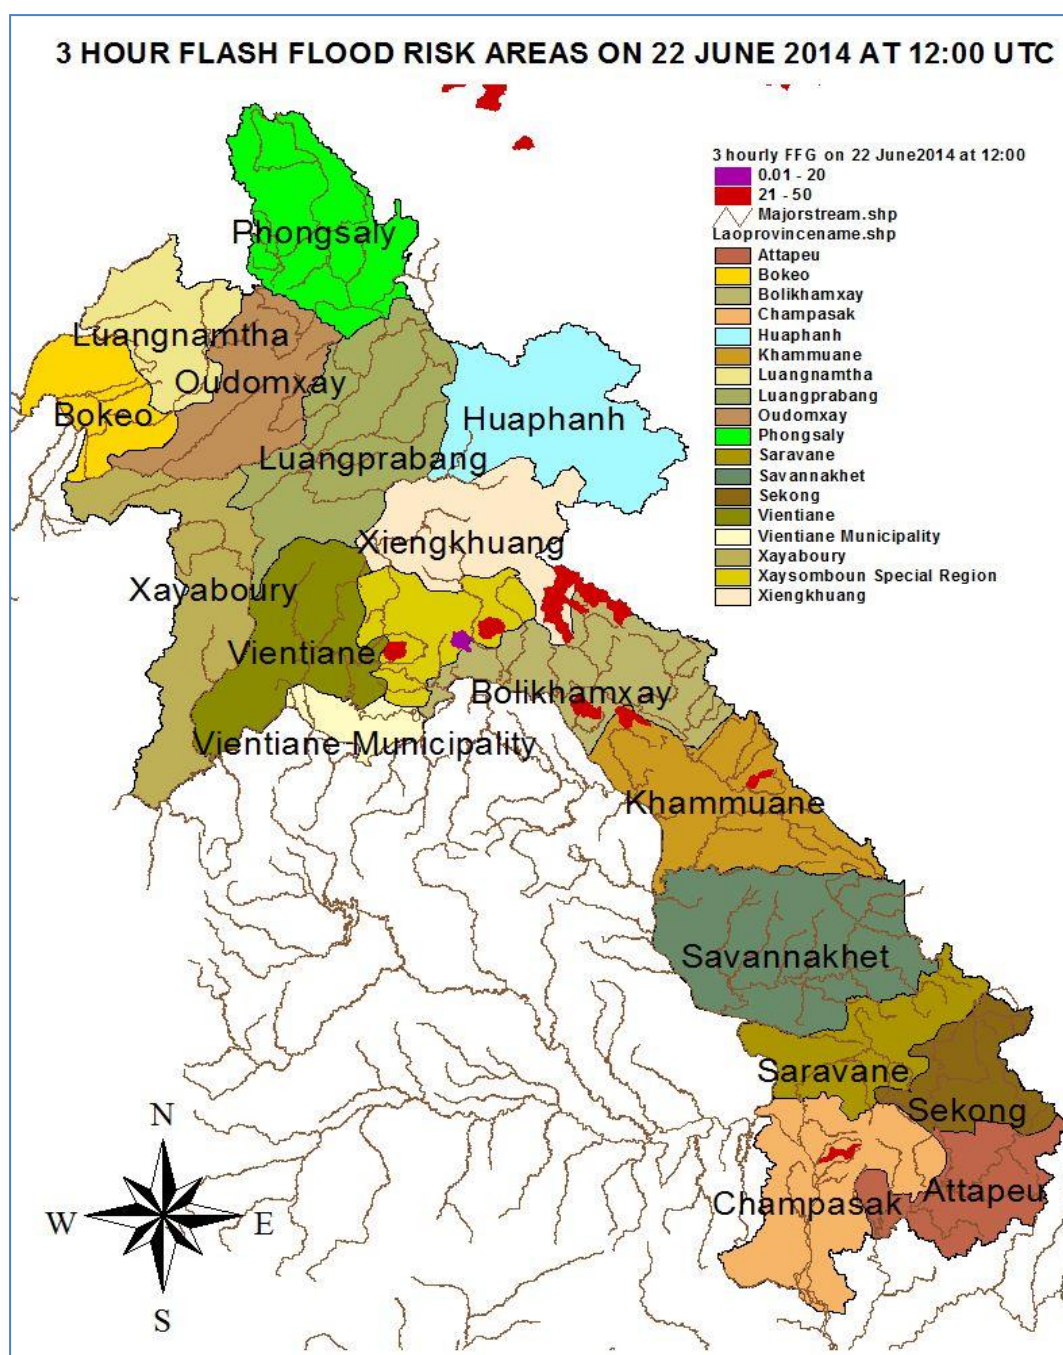 3 HOUR FLASH FLOOD RISK AREAS ON 22 JUNE 2014 AT 12:00 UTC
3 hourly FFG on 22 June2014 at 12:00
0.01 - 20
21 - 50
Majorstream.shp
Laoprovincename.shp
Attapeu
Bokeo
Bolikhamxay
Champasak
Huaphanh
Khammuane
Luangnamtha
Luangprabang
Oudomxay
Phongsaly
Saravane
Savannakhet
Sekong
Vientiane
Vientiane Municipality
Xayaboury
Xaysomboun Special Region
Xiengkhuang
Phongsaly
Luangnamtha
Oudomxay
Bokeo
Huaphanh
Luangprabang
Xiengkhuang
Xayaboury
Vientiane
Bolikhamxay
Vientiane Municipality
Khammuane
Savannakhet
Saravane
Sekong
Attapeu
Champasak
N
W
E
S